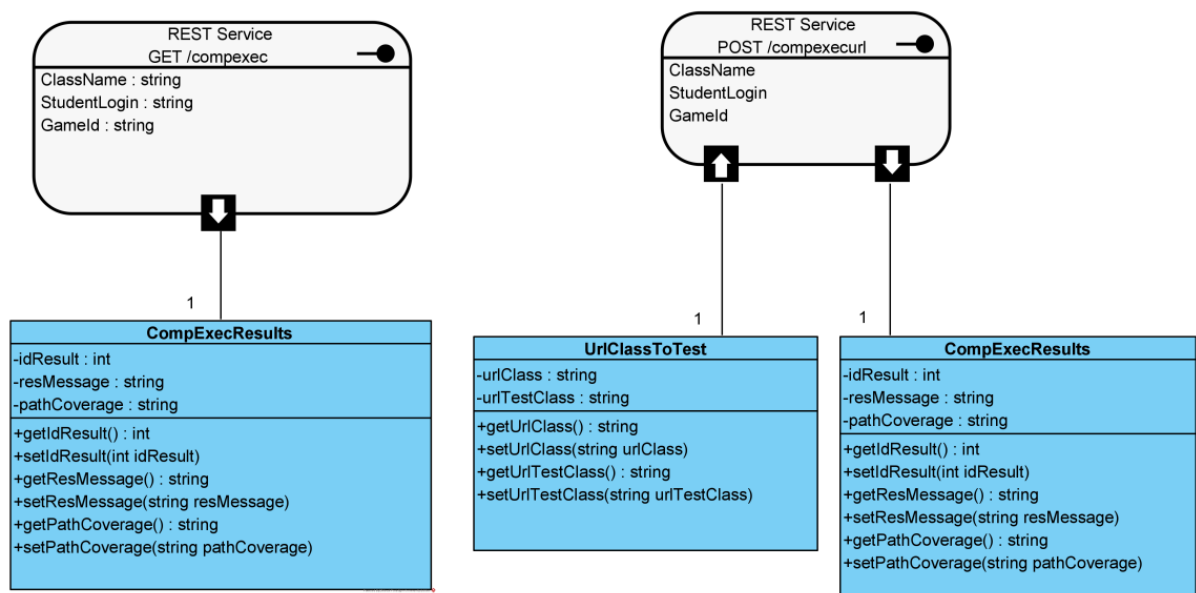 REST Service
GET /compexec
ClassName : string
StudentLogin : string
GameId : string
1
CompExecResults
-idResult : int
-resMessage : string
-pathCoverage : string
+getIdResult() : int
+setIdResult(int idResult)
+getResMessage() : string
+setResMessage(string resMessage)
+getPathCoverage() : string
+setPathCoverage(string pathCoverage)
REST Service
POST /compexecurl
ClassName
StudentLogin
GameId
1
UrlClassToTest
-urlClass : string
-urlTestClass : string
+getUrlClass() : string
+setUrlClass(string urlClass)
+getUrlTestClass() : string
+setUrlTestClass(string urlTestClass)
1
CompExecResults
-idResult : int
-resMessage : string
-pathCoverage : string
+getIdResult() : int
+setIdResult(int idResult)
+getResMessage() : string
+setResMessage(string resMessage)
+getPathCoverage() : string
+setPathCoverage(string pathCoverage)